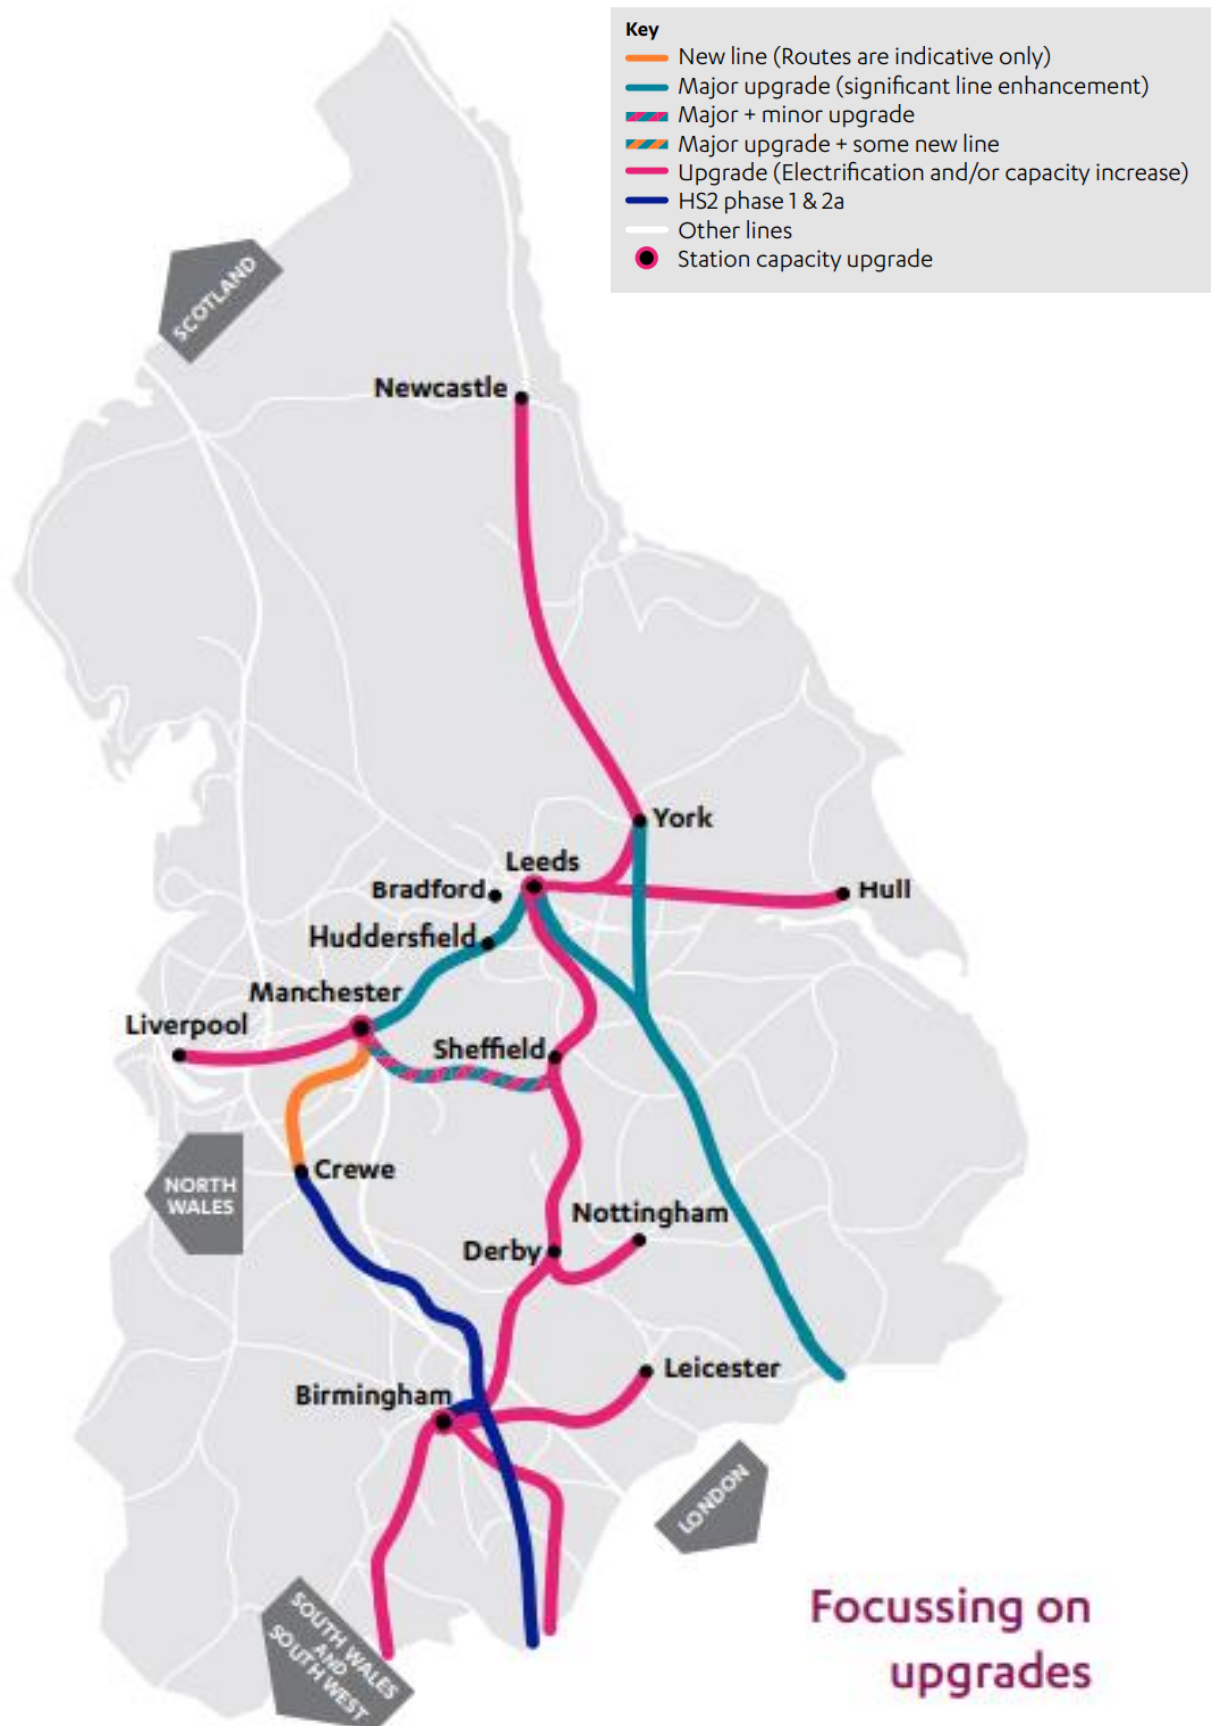 Key
New line (Routes are indicative only)
Major upgrade (significant line enhancement)
Major + minor upgrade
Major upgrade + some new line
Upgrade (Electrification and/or capacity increase)
HS2 phase 1 & 2a
Other lines
Station capacity upgrade
SCOTLAND
Newcastle
York
Leeds
Bradford
Hull
Huddersfield
Manchester
Liverpool
Sheffield
Crewe
NORTH
WALES
Nottingham
Derby
Leicester
Birmingham
LONDON
SOUTH WALES
AND
SOUTH WEST
Focussing on
upgrades